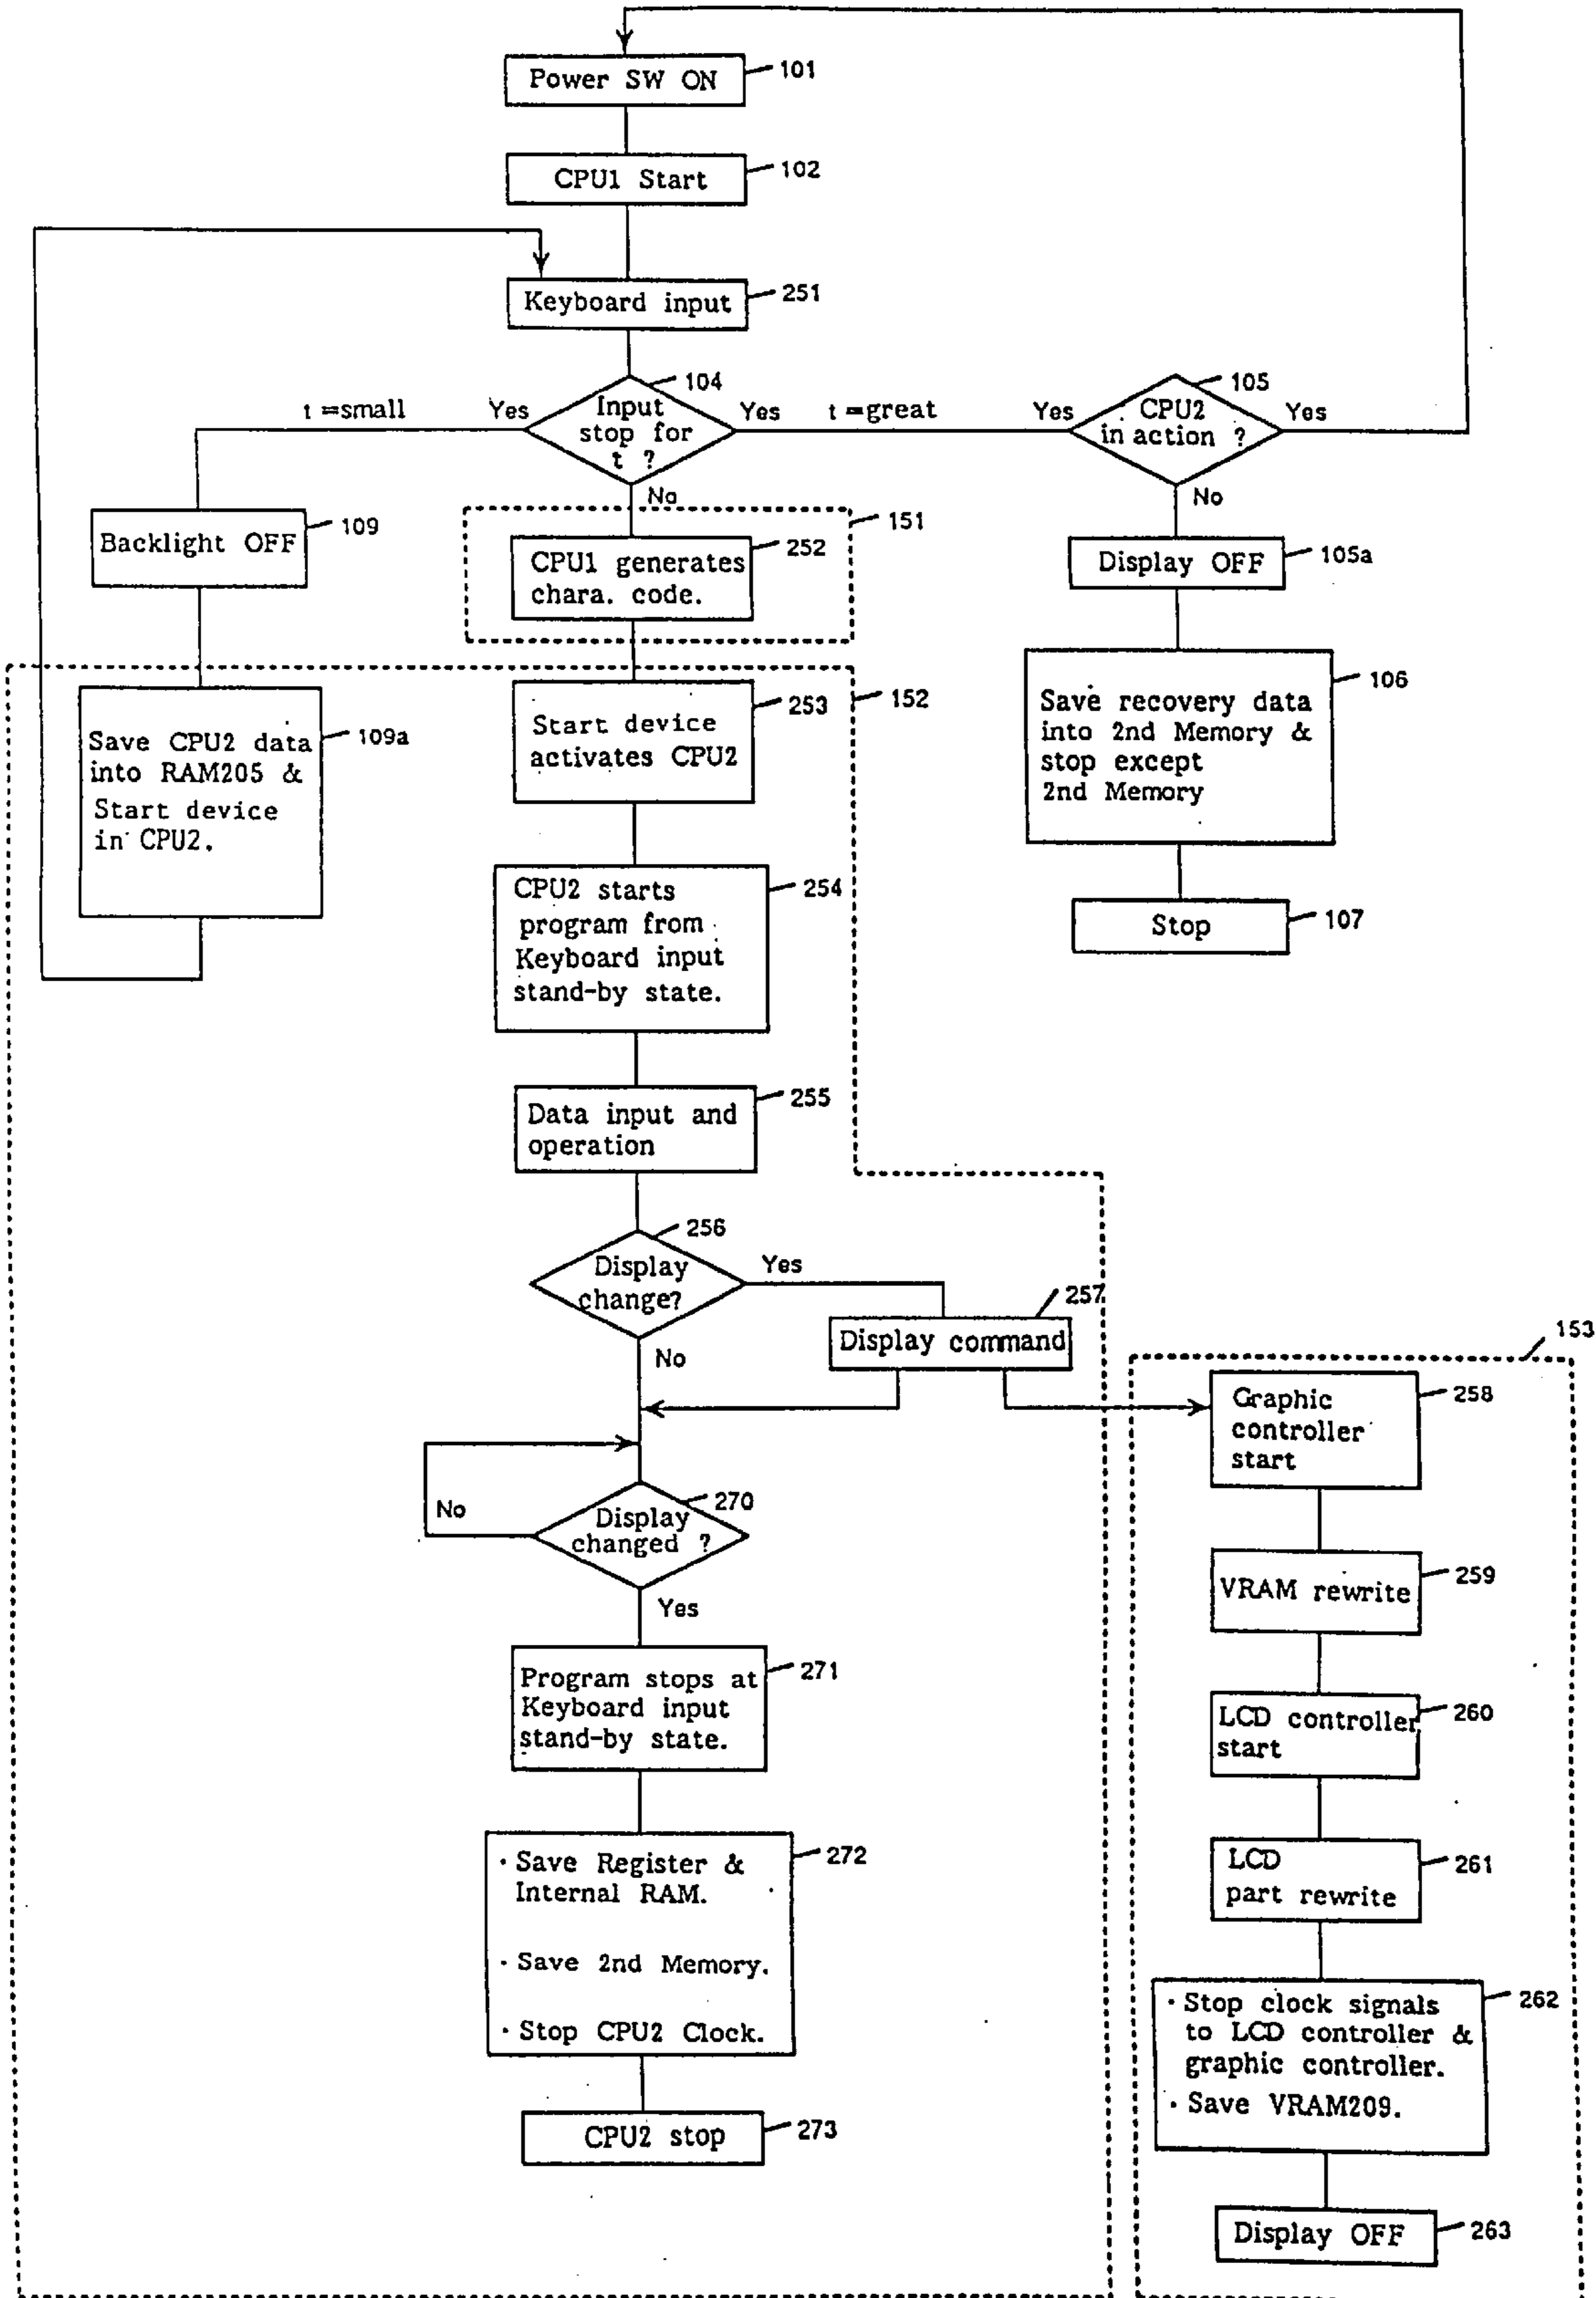 Power SW ON
101
CPU1 Start
102
Keyboard input
251
104
Input
stop for
t ?
t=small
Yes
Yes
t=great
Yes
105
CPU2
in action ?
Yes
No
No
Backlight OFF
109
151
252
CPU1 generates
chara. code.
Display OFF
105a
152
Save CPU2 data
into RAM205 &
Start device
in CPU2.
109a
Start device
activates CPU2
253
Save recovery data
into 2nd Memory &
stop except
2nd Memory
106
CPU2 starts
program from
Keyboard input
stand-by state.
254
Stop
107
Data input and
operation
255
256
Display
change?
Yes
No
257
Display command
153
Graphic
controller
start
258
No
270
Display
changed ?
Yes
VRAM rewrite
259
Program stops at
Keyboard input
stand-by state.
271
LCD controller
start
260
· Save Register &
Internal RAM.
· Save 2nd Memory.
· Stop CPU2 Clock.
272
LCD
part rewrite
261
· Stop clock signals
to LCD controller &
graphic controller.
· Save VRAM209.
262
CPU2 stop
273
Display OFF
263